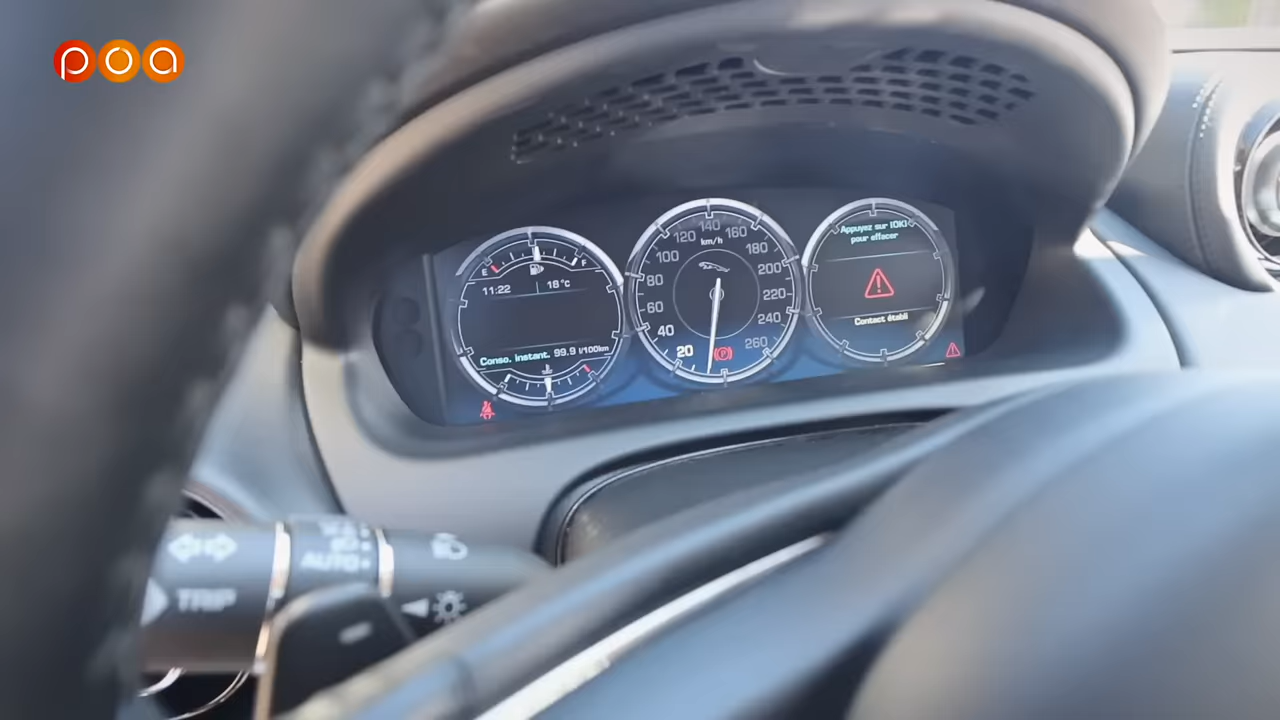 poa
E
F
11:22
18°c
Conso. instant. 99.9 l/100km
20
40
60
80
100
120
140
160
180
200
220
240
260
km/h
P
Appuyez sur [OK]
pour effacer
Contact établi
AUTO
TRIP